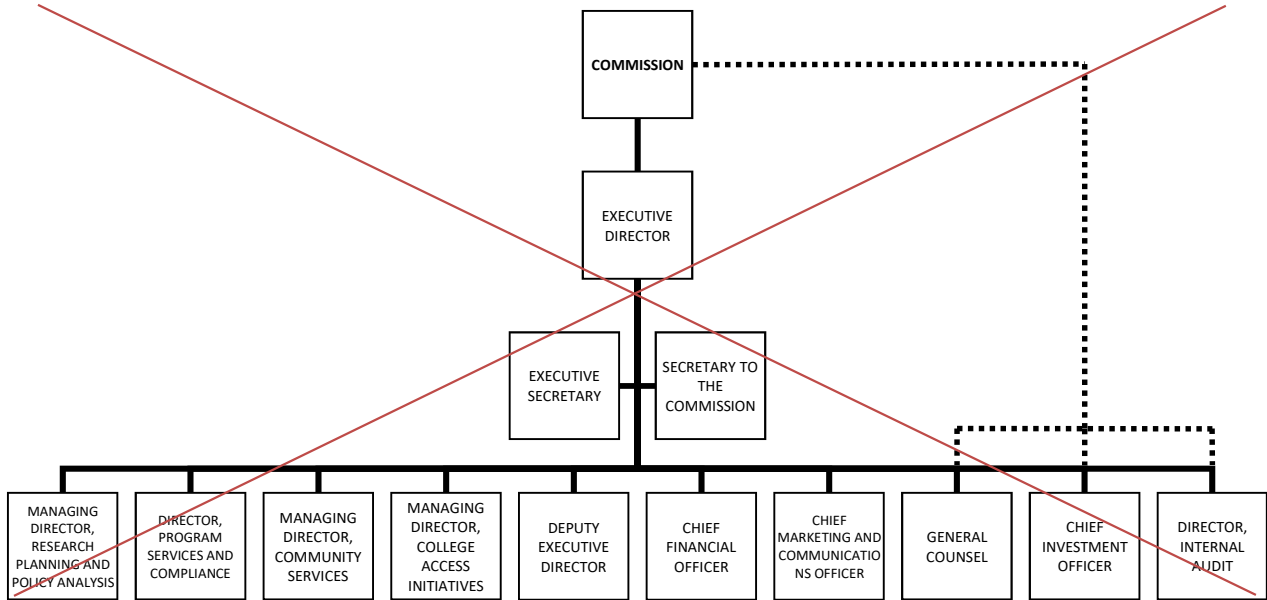 COMMISSION
EXECUTIVE
DIRECTOR
EXECUTIVE
SECRETARY
SECRETARY TO
THE
COMMISSION
MANAGING
DIRECTOR,
RESEARCH
PLANNING AND
POLICY ANALYSIS
DIRECTOR,
PROGRAM
SERVICES AND
COMPLIANCE
MANAGING
DIRECTOR,
COMMUNITY
SERVICES
MANAGING
DIRECTOR,
COLLEGE
ACCESS
INITIATIVES
DEPUTY
EXECUTIVE
DIRECTOR
CHIEF
FINANCIAL
OFFICER
CHIEF
MARKETING AND
COMMUNICATIO
NS OFFICER
GENERAL
COUNSEL
CHIEF
INVESTMENT
OFFICER
DIRECTOR,
INTERNAL
AUDIT